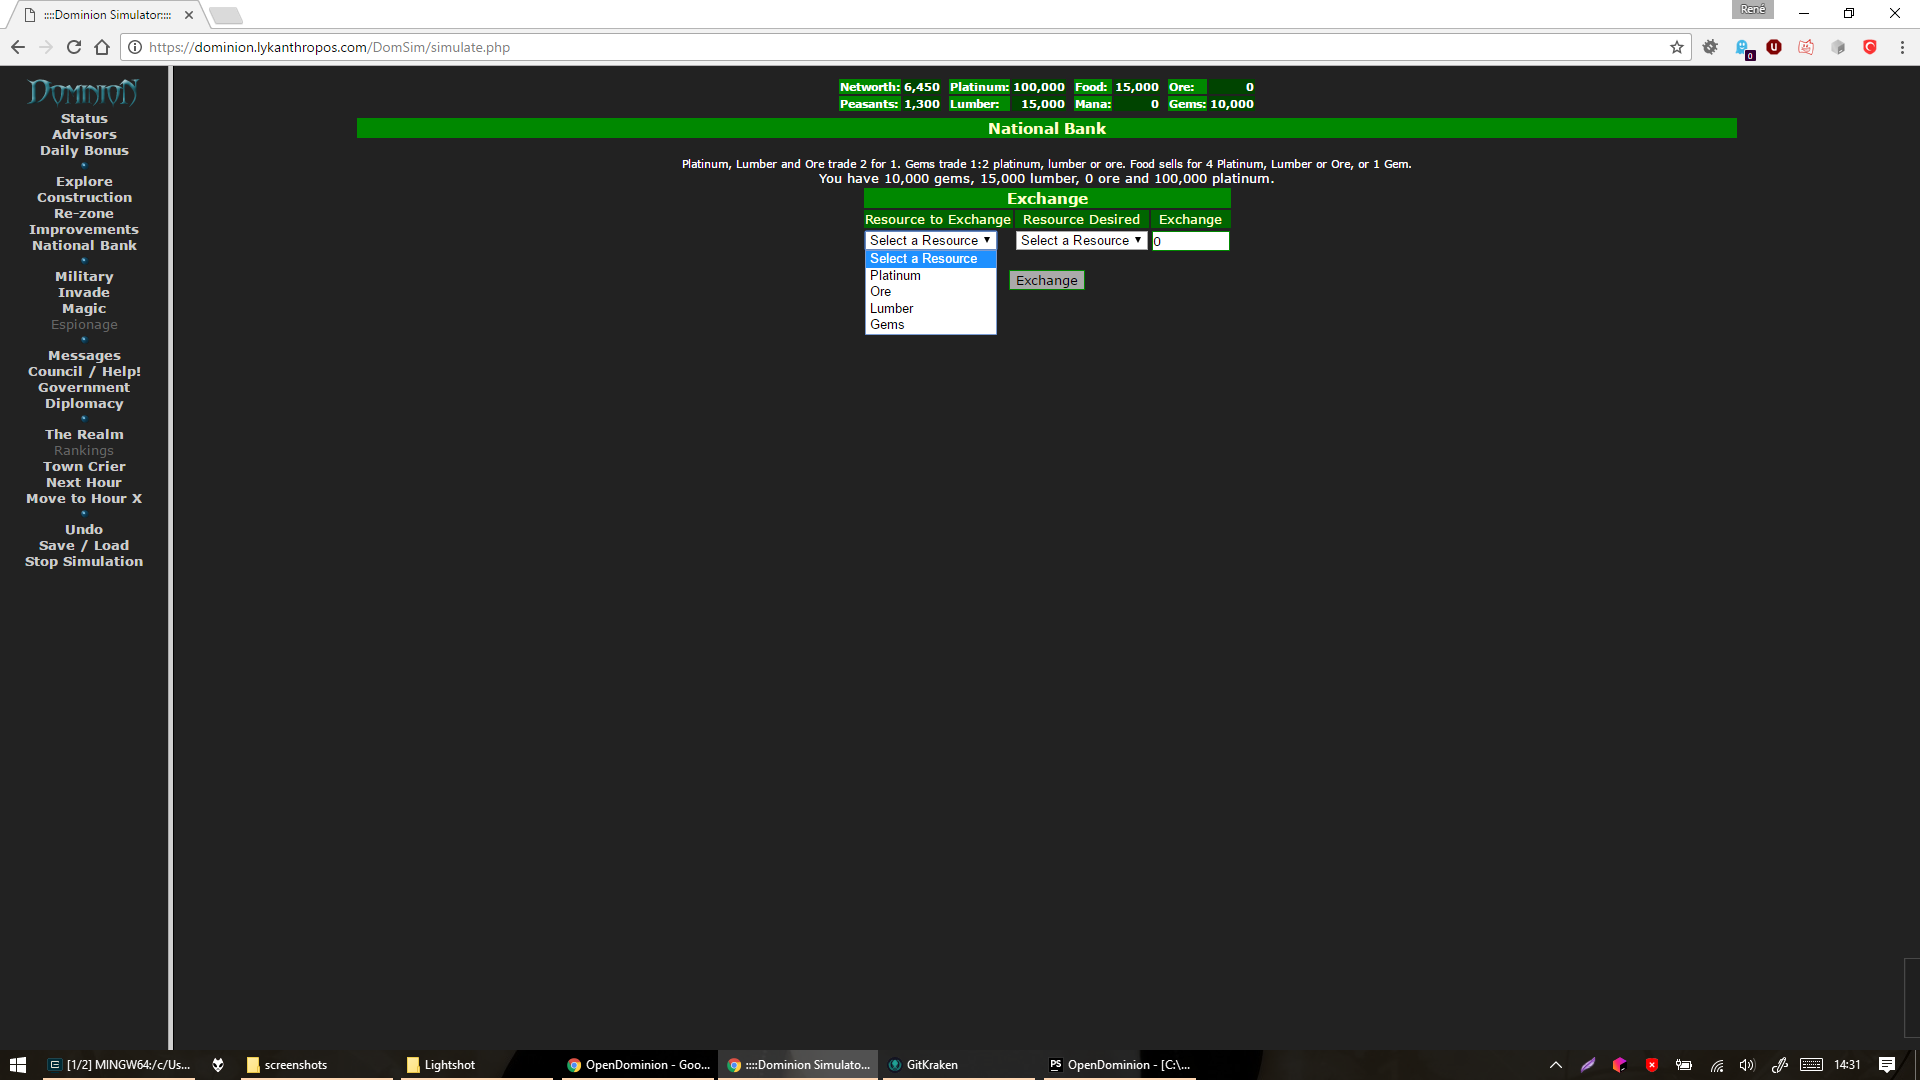 ::::Dominion Simulator::::
René
https://dominion.lykanthropos.com/DomSim/simulate.php
0
DOMINION
Status
Advisors
Daily Bonus
Explore
Construction
Re-zone
Improvements
National Bank
Military
Invade
Magic
Espionage
Messages
Council / Help!
Government
Diplomacy
The Realm
Rankings
Town Crier
Next Hour
Move to Hour X
Undo
Save / Load
Stop Simulation
Networth: 6,450 Platinum: 100,000 Food: 15,000 Ore: 0
Peasants: 1,300 Lumber: 15,000 Mana: 0 Gems: 10,000
National Bank
Platinum, Lumber and Ore trade 2 for 1. Gems trade 1:2 platinum, lumber or ore. Food sells for 4 Platinum, Lumber or Ore, or 1 Gem.
You have 10,000 gems, 15,000 lumber, 0 ore and 100,000 platinum.
Exchange
Resource to Exchange Resource Desired Exchange
Select a Resource Select a Resource 0
Select a Resource
Platinum
Ore
Lumber
Gems
Exchange
[1/2] MINGW64:/c/Us... screenshots Lightshot OpenDominion - Goo... ::::Dominion Simulato... GitKraken OpenDominion - [C:\... 14:31